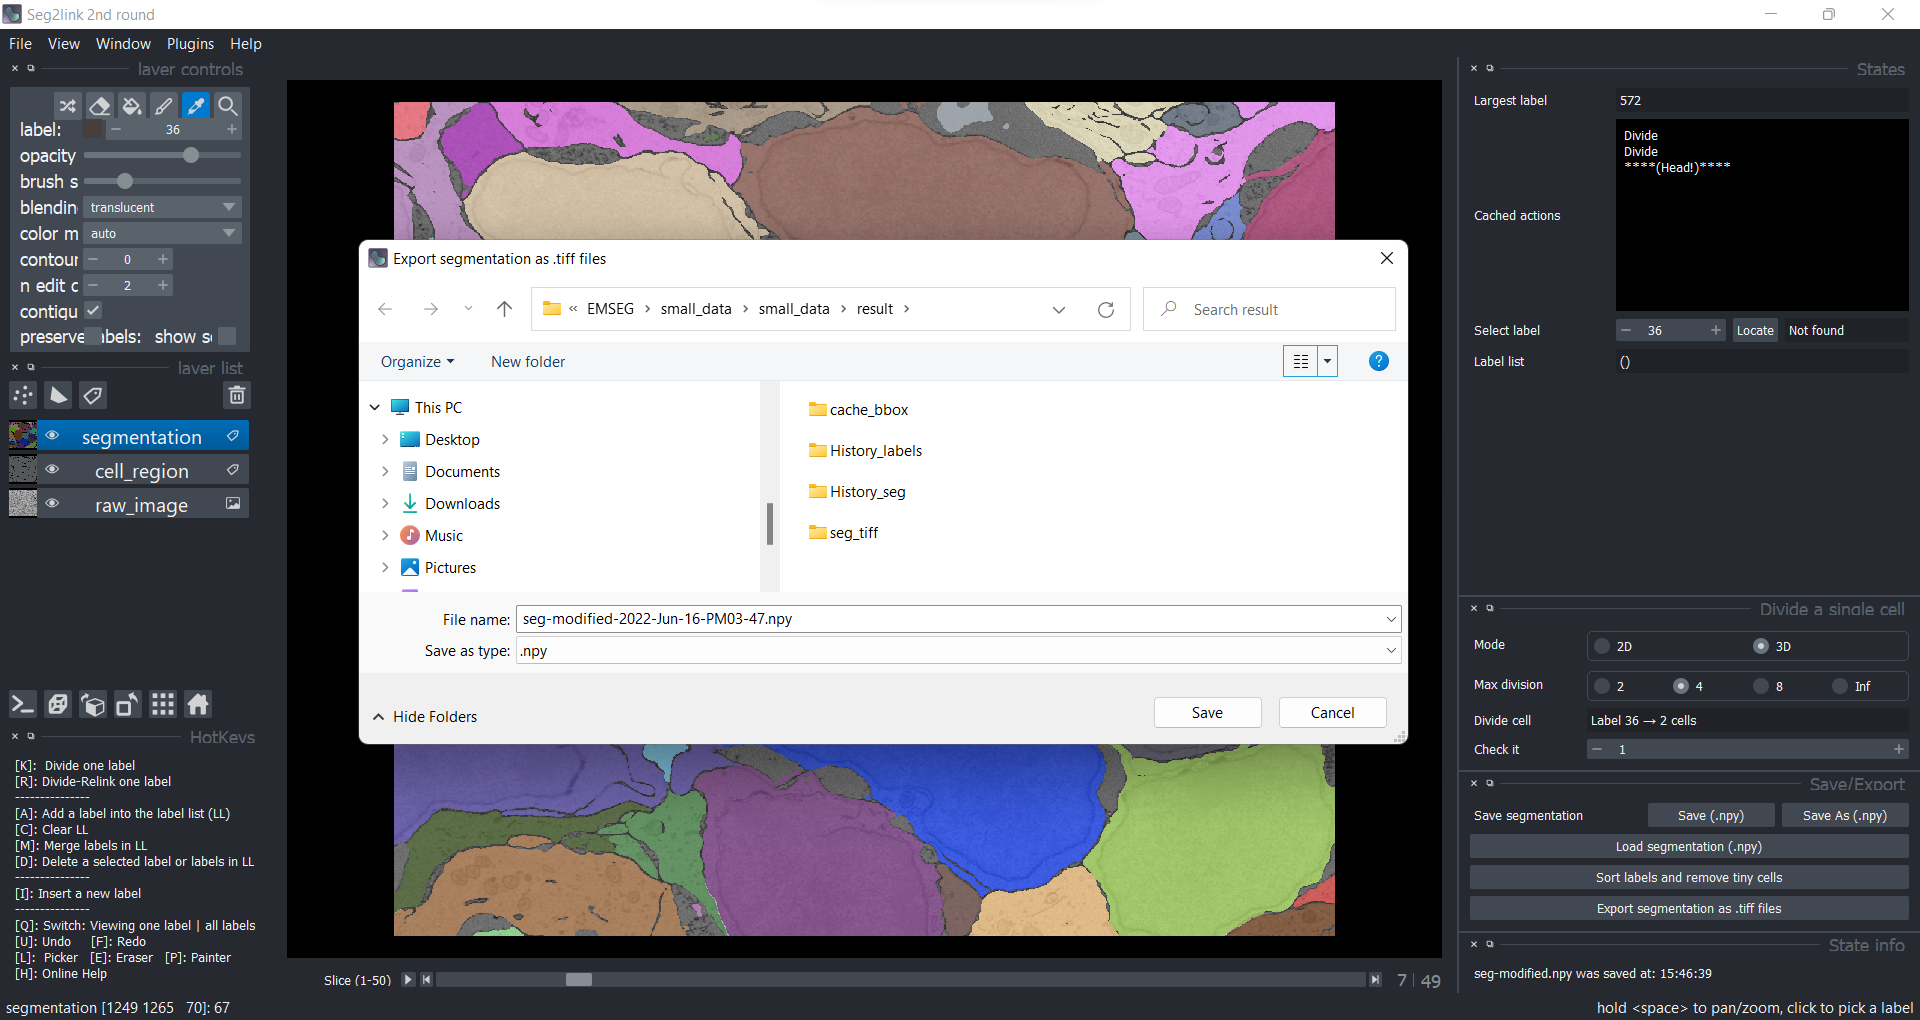 Seg2link 2nd round
File View Window Plugins Help
layer controls
label: 36
opacity
brush s
blendin translucent
color m auto
contour 0
n edit c 2
contigu
preserve abels: show s
layer list
segmentation
cell_region
raw_image
HotKeys
[K]: Divide one label
[R]: Divide-Relink one label
---------------
[A]: Add a label into the label list (LL)
[C]: Clear LL
[M]: Merge labels in LL
[D]: Delete a selected label or labels in LL
---------------
[I]: Insert a new label
---------------
[Q]: Switch: Viewing one label | all labels
[U]: Undo [F]: Redo
[L]: Picker [E]: Eraser [P]: Painter
[H]: Online Help
segmentation [1249 1265 70]: 67
Export segmentation as .tiff files
« EMSEG > small_data > small_data > result >
Search result
Organize New folder
This PC
Desktop
Documents
Downloads
Music
Pictures
cache_bbox
History_labels
History_seg
seg_tiff
File name: seg-modified-2022-Jun-16-PM03-47.npy
Save as type: .npy
Hide Folders
Save Cancel
Slice (1-50) 7 | 49
States
Largest label 572
Cached actions
Divide
Divide
****(Head!)****
Select label 36 Locate Not found
Label list ()
Divide a single cell
Mode 2D 3D
Max division 2 4 8 Inf
Divide cell Label 36 → 2 cells
Check it 1
Save/Export
Save segmentation Save (.npy) Save As (.npy)
Load segmentation (.npy)
Sort labels and remove tiny cells
Export segmentation as .tiff files
State info
seg-modified.npy was saved at: 15:46:39
hold <space> to pan/zoom, click to pick a label